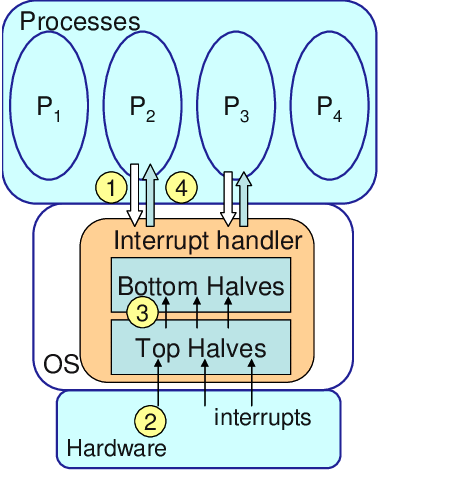 Processes
P1 P2 P3 P4
1 4
Interrupt handler
Bottom Halves
3
Top Halves
OS
interrupts
2
Hardware